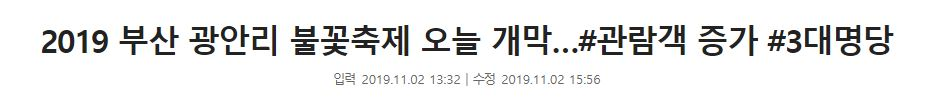 2019 부산 광안리 불꽃축제 오늘 개막...#관람객 증가 #3대명당
입력 2019.11.02 13:32 | 수정 2019.11.02 15:56